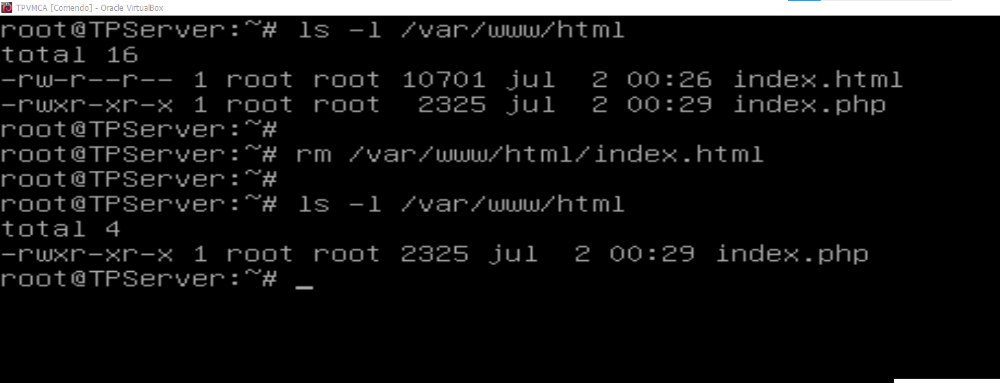 TPVMCA [Corriendo] - Oracle VirtualBox
root@TPServer:~# ls -l /var/www/html
total 16
-rw-r--r-- 1 root root 10701 jul  2 00:26 index.html
-rwxr-xr-x 1 root root  2325 jul  2 00:29 index.php
root@TPServer:~#
root@TPServer:~# rm /var/www/html/index.html
root@TPServer:~#
root@TPServer:~# ls -l /var/www/html
total 4
-rwxr-xr-x 1 root root 2325 jul  2 00:29 index.php
root@TPServer:~# _